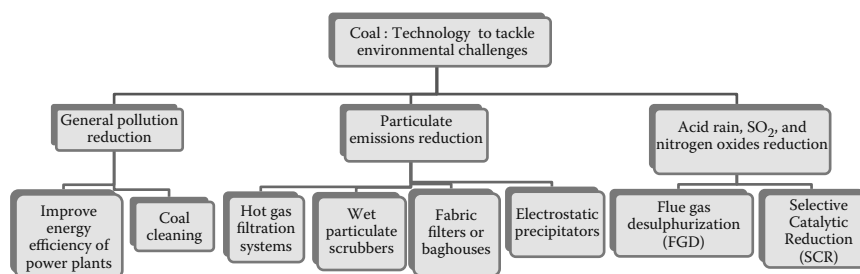 Coal : Technology to tackle
environmental challenges
General pollution
reduction
Particulate
emissions reduction
Acid rain, SO₂, and
nitrogen oxides reduction
Improve
energy
efficiency of
power plants
Coal
cleaning
Hot gas
filtration
systems
Wet
particulate
scrubbers
Fabric
filters or
baghouses
Electrostatic
precipitators
Flue gas
desulphurization
(FGD)
Selective
Catalytic
Reduction
(SCR)